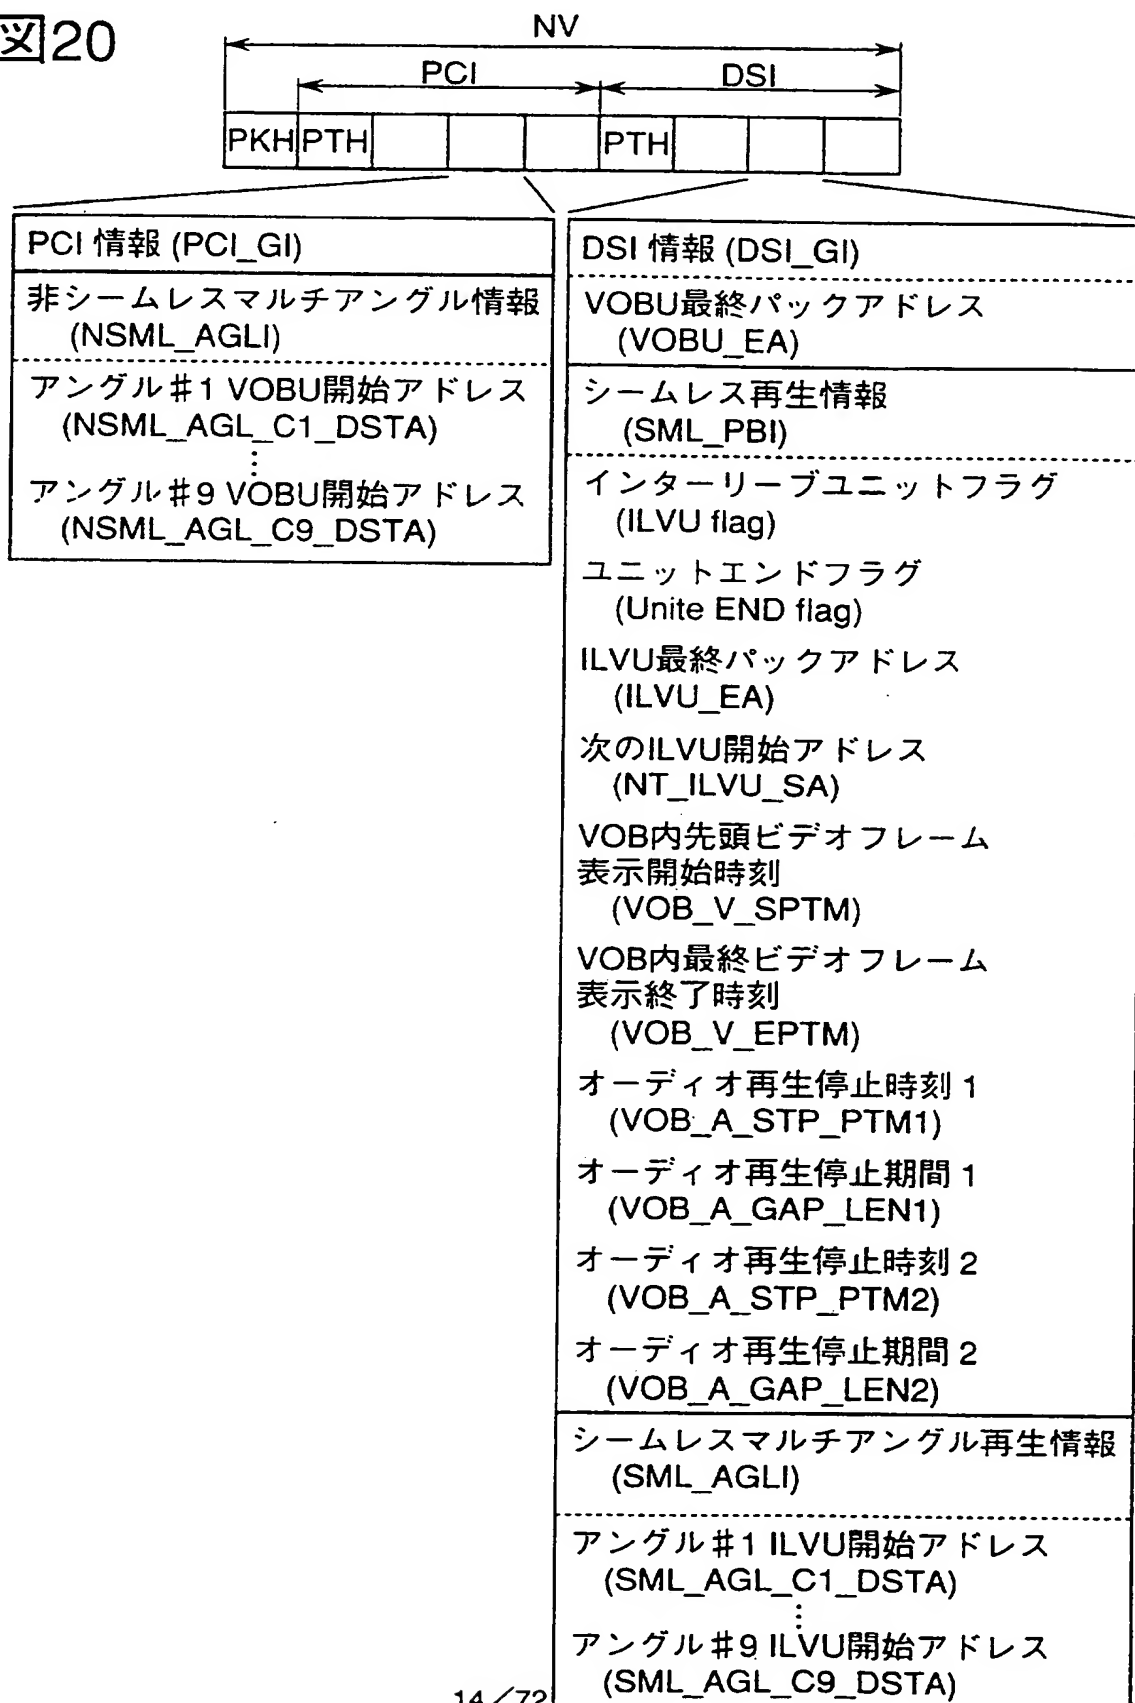 図20
NV
PCI DSI
PKH PTH PTH
PCI 情報 (PCI_GI)
非シームレスマルチアングル情報
(NSML_AGLI)
アングル#1 VOBU開始アドレス
(NSML_AGL_C1_DSTA)
⋮
アングル#9 VOBU開始アドレス
(NSML_AGL_C9_DSTA)
DSI 情報 (DSI_GI)
VOBU最終パックアドレス
(VOBU_EA)
シームレス再生情報
(SML_PBI)
インターリーブユニットフラグ
(ILVU flag)
ユニットエンドフラグ
(Unite END flag)
ILVU最終パックアドレス
(ILVU_EA)
次のILVU開始アドレス
(NT_ILVU_SA)
VOB内先頭ビデオフレーム
表示開始時刻
(VOB_V_SPTM)
VOB内最終ビデオフレーム
表示終了時刻
(VOB_V_EPTM)
オーディオ再生停止時刻 1
(VOB_A_STP_PTM1)
オーディオ再生停止期間 1
(VOB_A_GAP_LEN1)
オーディオ再生停止時刻 2
(VOB_A_STP_PTM2)
オーディオ再生停止期間 2
(VOB_A_GAP_LEN2)
シームレスマルチアングル再生情報
(SML_AGLI)
アングル#1 ILVU開始アドレス
(SML_AGL_C1_DSTA)
⋮
アングル#9 ILVU開始アドレス
(SML_AGL_C9_DSTA)
14/72